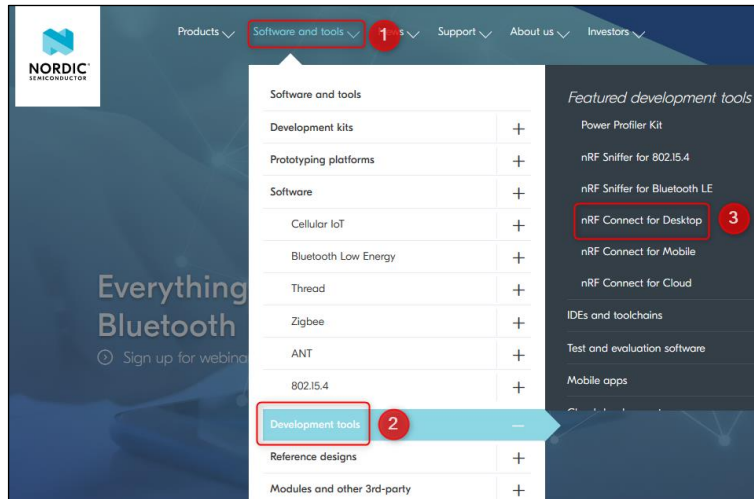 Products
Software and tools
1
Support
About us
Investors
NORDIC
SEMICONDUCTOR
Software and tools
Development kits
Prototyping platforms
Software
Cellular IoT
Bluetooth Low Energy
Thread
Zigbee
ANT
802.15.4
Development tools
2
Reference designs
Modules and other 3rd-party
Featured development tools
Power Profiler Kit
nRF Sniffer for 802.15.4
nRF Sniffer for Bluetooth LE
nRF Connect for Desktop
3
nRF Connect for Mobile
nRF Connect for Cloud
IDEs and toolchains
Test and evaluation software
Mobile apps
Everything
Bluetooth
Sign up for webina